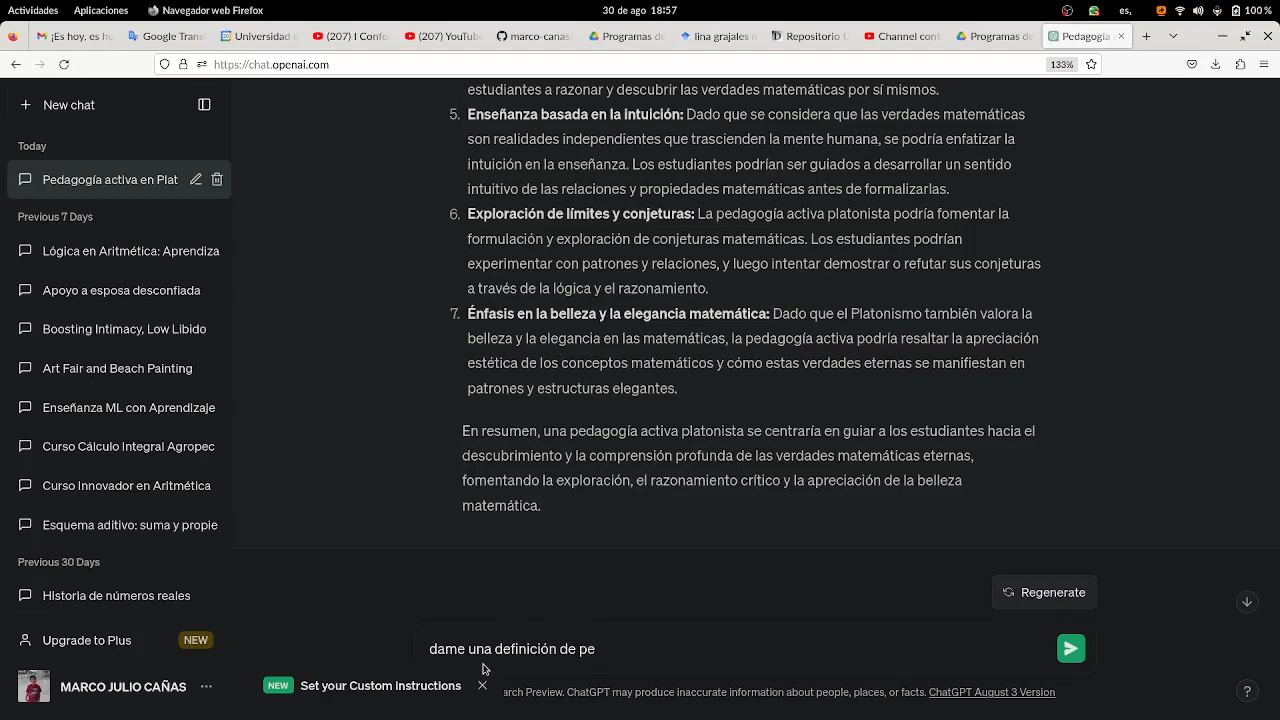 Actividades
Aplicaciones
Navegador web Firefox
30 de ago 18:57
es,
100 %
¡Es hoy, es h
Google Trans
Universidad d
(207) I Confer
(207) YouTube
marco-canas,
Programas de
lina grajales m
Repositorio U
Channel cont
Programas de
Pedagogía a
https://chat.openai.com
133%
New chat
Today
Pedagogía activa en Plat
Previous 7 Days
Lógica en Aritmética: Aprendiza
Apoyo a esposa desconfiada
Boosting Intimacy, Low Libido
Art Fair and Beach Painting
Enseñanza ML con Aprendizaje
Curso Cálculo Integral Agropec
Curso Innovador en Aritmética
Esquema aditivo: suma y propie
Previous 30 Days
Historia de números reales
Upgrade to Plus NEW
MARCO JULIO CAÑAS
estudiantes a razonar y descubrir las verdades matemáticas por sí mismos.
5. Enseñanza basada en la intuición: Dado que se considera que las verdades matemáticas
son realidades independientes que trascienden la mente humana, se podría enfatizar la
intuición en la enseñanza. Los estudiantes podrían ser guiados a desarrollar un sentido
intuitivo de las relaciones y propiedades matemáticas antes de formalizarlas.
6. Exploración de límites y conjeturas: La pedagogía activa platonista podría fomentar la
formulación y exploración de conjeturas matemáticas. Los estudiantes podrían
experimentar con patrones y relaciones, y luego intentar demostrar o refutar sus conjeturas
a través de la lógica y el razonamiento.
7. Énfasis en la belleza y la elegancia matemática: Dado que el Platonismo también valora la
belleza y la elegancia en las matemáticas, la pedagogía activa podría resaltar la apreciación
estética de los conceptos matemáticos y cómo estas verdades eternas se manifiestan en
patrones y estructuras elegantes.
En resumen, una pedagogía activa platonista se centraría en guiar a los estudiantes hacia el
descubrimiento y la comprensión profunda de las verdades matemáticas eternas,
fomentando la exploración, el razonamiento crítico y la apreciación de la belleza
matemática.
Regenerate
dame una definición de pe
NEW Set your Custom Instructions
arch Preview. ChatGPT may produce inaccurate information about people, places, or facts. ChatGPT August 3 Version
?